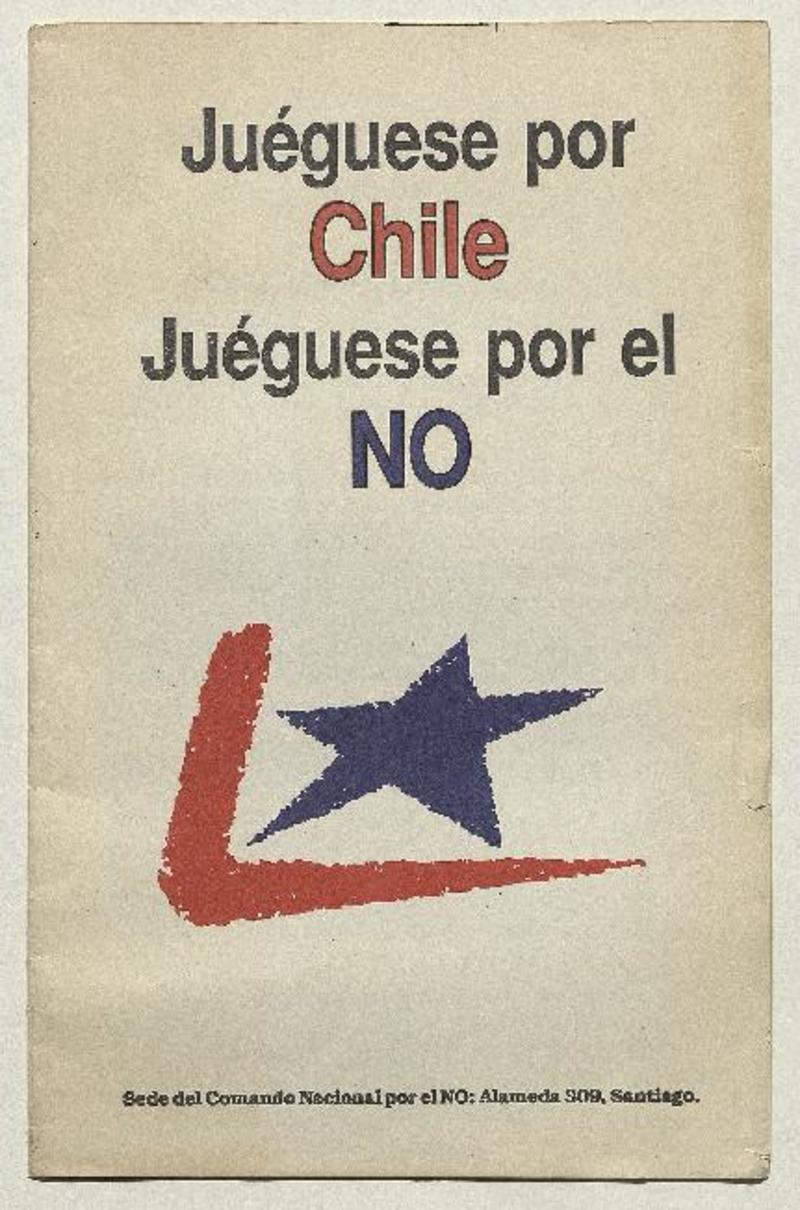 Juéguese por
Chile
Juéguese por el
NO
Sede del Comando Nacional por el NO: Alameda 309, Santiago.